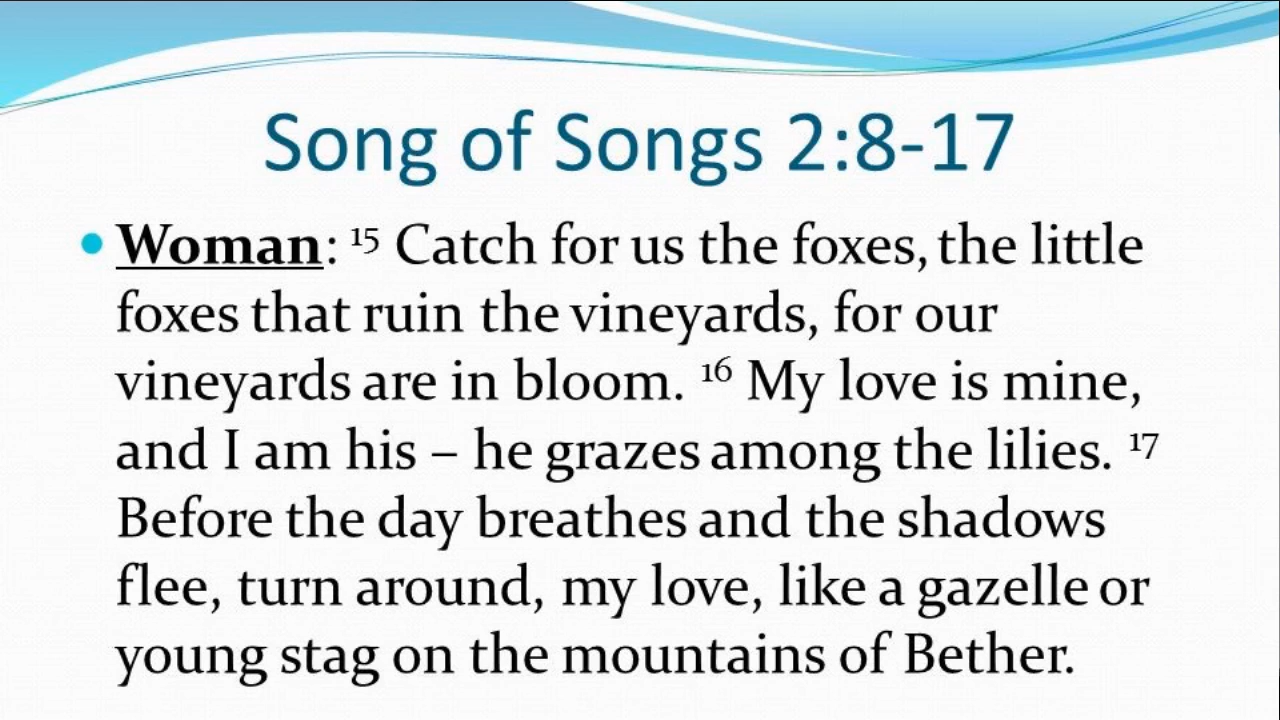 Song of Songs 2:8-17
• Woman: 15 Catch for us the foxes, the little
foxes that ruin the vineyards, for our
vineyards are in bloom. 16 My love is mine,
and I am his – he grazes among the lilies. 17
Before the day breathes and the shadows
flee, turn around, my love, like a gazelle or
young stag on the mountains of Bether.